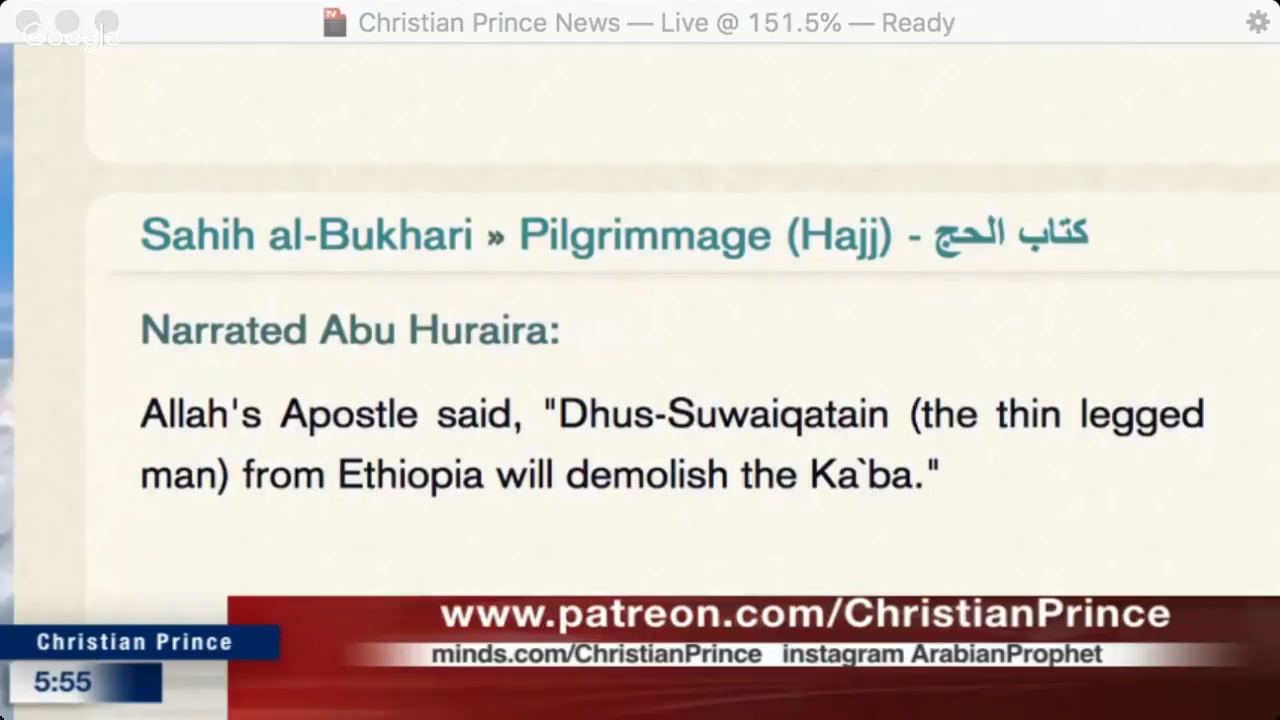 Christian Prince News — Live @ 151.5% — Ready
Google
Sahih al-Bukhari » Pilgrimage (Hajj) - كتاب الحج
Narrated Abu Huraira:
Allah's Apostle said, "Dhus-Suwaiqatain (the thin legged
man) from Ethiopia will demolish the Ka`ba."
www.patreon.com/ChristianPrince
Christian Prince
minds.com/ChristianPrince instagram ArabianProphet
5:55